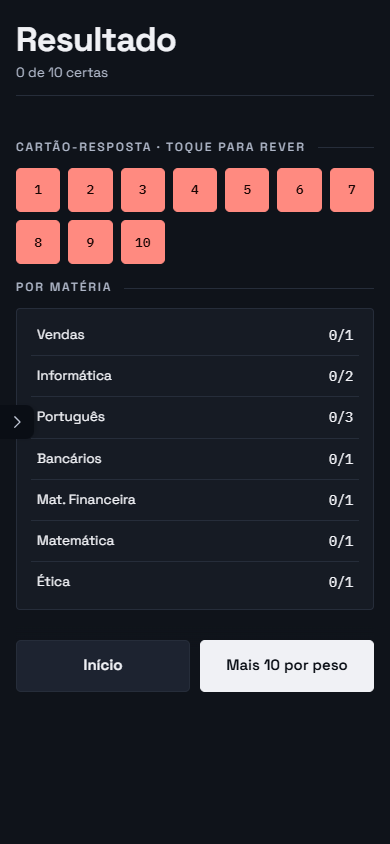 Resultado
0 de 10 certas
CARTÃO-RESPOSTA · TOQUE PARA REVER
1 2 3 4 5 6 7
8 9 10
POR MATÉRIA
Vendas 0/1
Informática 0/2
Português 0/3
Bancários 0/1
Mat. Financeira 0/1
Matemática 0/1
Ética 0/1
Início Mais 10 por peso